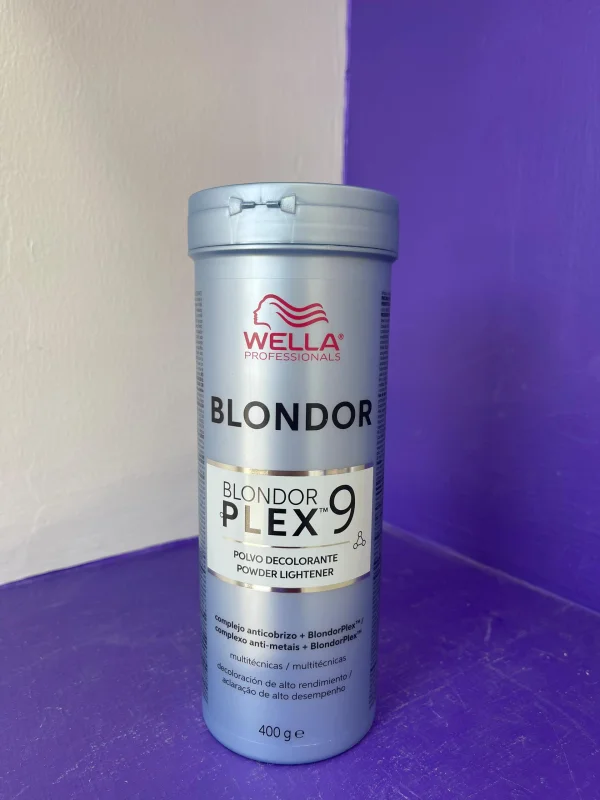 WELLA®
PROFESSIONALS
BLONDOR
BLONDOR
PLEX™9
POLVO DECOLORANTE
POWDER LIGHTENER
complejo anticobrizo + BlondorPlex™/
complexo anti-metais + BlondorPlex™
multitécnicas / multitécnicas
decoloración de alto rendimiento /
aclaração de alto desempenho
400 g e